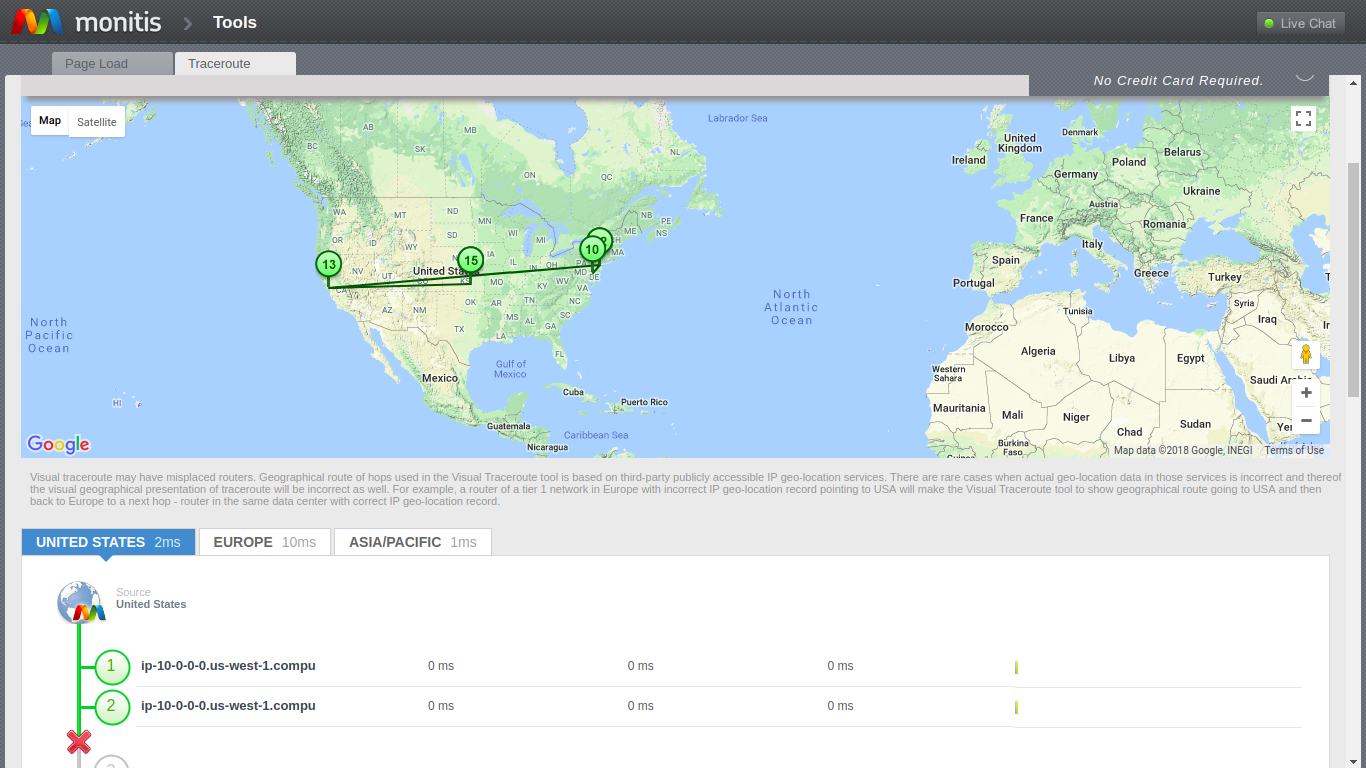 monitis
Tools
Live Chat
Page Load
Traceroute
No Credit Card Required.
Map
Satellite
Labrador Sea
AB
MB
BC
SK
NL
ON
QC
United
Kingdom
Ireland
Denmark
Belarus
Poland
Germany
Ukraine
Austria
France
Romania
Italy
Spain
Greece
Portugal
Turkey
Syria
Tunisia
Iraq
Morocco
Algeria
Libya
Egypt
Western
Sahara
Saudi Arabia
Mauritania
Mali
Niger
Chad
Sudan
Burkina
Faso
WA
MT
ND
MN
NB
PE
NS
ME
OR
ID
WY
SD
WI
MI
MA
13
15
10
NV
UT
United States
IA
IL
IN
OH
PA
MD
DE
CA
KS
MO
KY
WV
VA
AZ
NM
OK
AR
TN
NC
SC
MS
AL
GA
TX
LA
FL
North
Pacific
Ocean
North
Atlantic
Ocean
Gulf of
Mexico
Mexico
Cuba
Puerto Rico
HI
Guatemala
Caribbean Sea
Nicaragua
Google
Map data ©2018 Google, INEGI
Terms of Use
Visual traceroute may have misplaced routers. Geographical route of hops used in the Visual Traceroute tool is based on third-party publicly accessible IP geo-location services. There are rare cases when actual geo-location data in those services is incorrect and thereof
the visual geographical presentation of traceroute will be incorrect as well. For example, a router of a tier 1 network in Europe with incorrect IP geo-location record pointing to USA will make the Visual Traceroute tool to show geographical route going to USA and then
back to Europe to a next hop - router in the same data center with correct IP geo-location record.
UNITED STATES 2ms
EUROPE 10ms
ASIA/PACIFIC 1ms
Source
United States
1 ip-10-0-0-0.us-west-1.compu 0 ms 0 ms 0 ms
2 ip-10-0-0-0.us-west-1.compu 0 ms 0 ms 0 ms